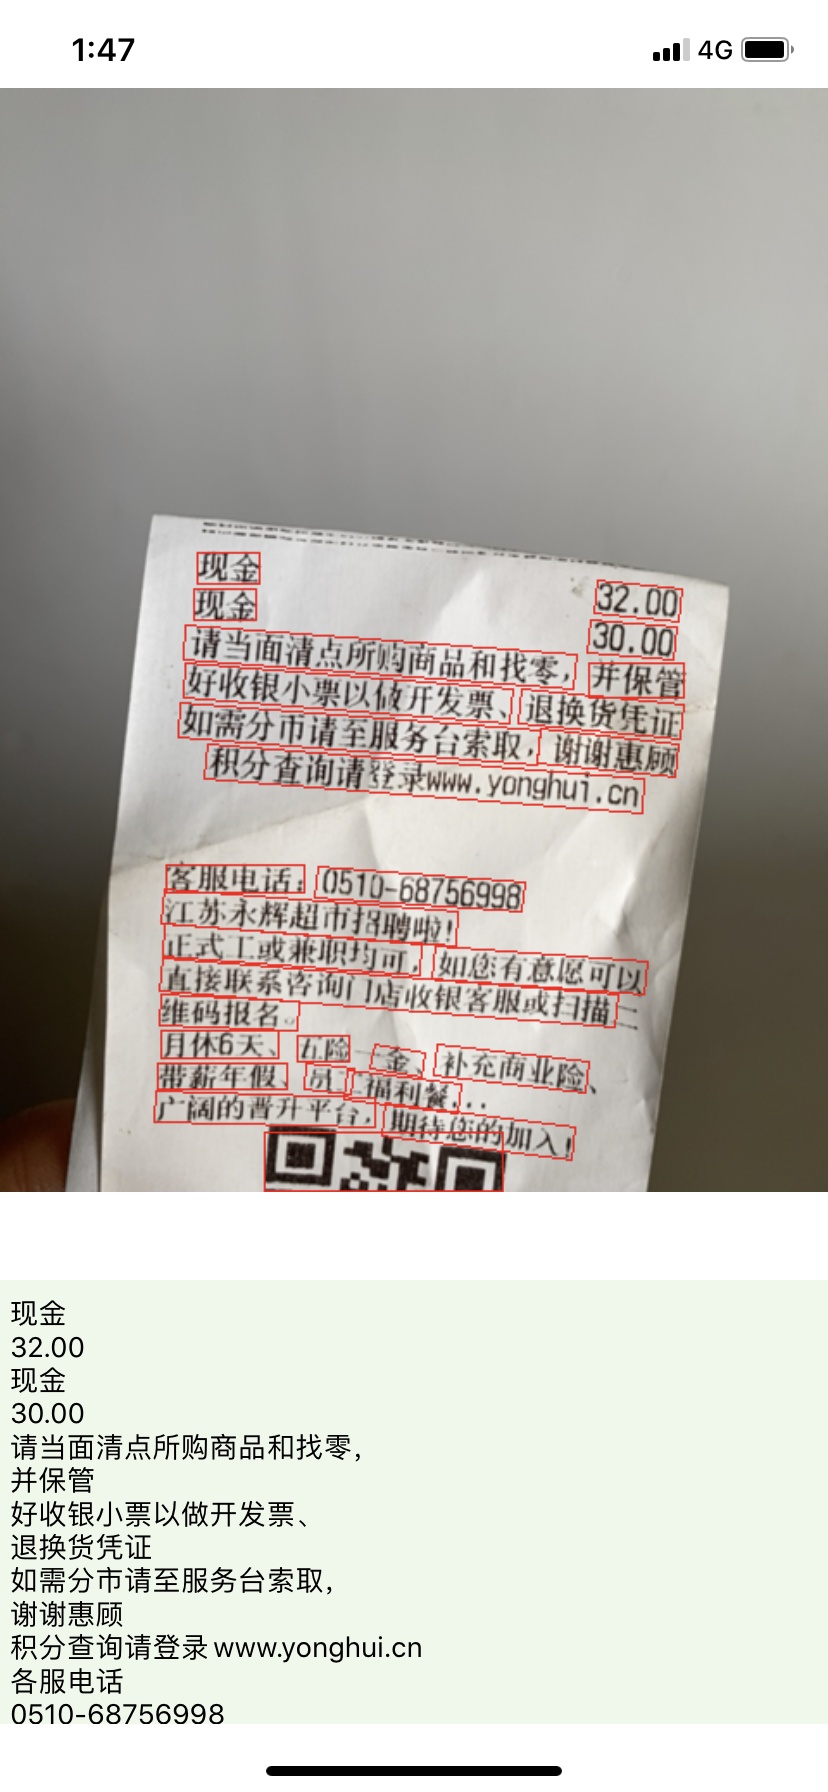 1:47 4G
现金 32.00
现金 30.00
请当面清点所购商品和找零，并保管
好收银小票以做开发票、退换货凭证
如需分市请至服务台索取，谢谢惠顾
积分查询请登录www.yonghui.cn
客服电话：0510-68756998
江苏永辉超市招聘啦！
正式工或兼职均可，如您有意愿可以
直接联系咨询门店收银客服或扫描二
维码报名。
月休6天、五险一金、补充商业险、
带薪年假、员工福利餐...
广阔的晋升平台，期待您的加入！
现金
32.00
现金
30.00
请当面清点所购商品和找零，
并保管
好收银小票以做开发票、
退换货凭证
如需分市请至服务台索取，
谢谢惠顾
积分查询请登录www.yonghui.cn
各服电话
0510-68756998